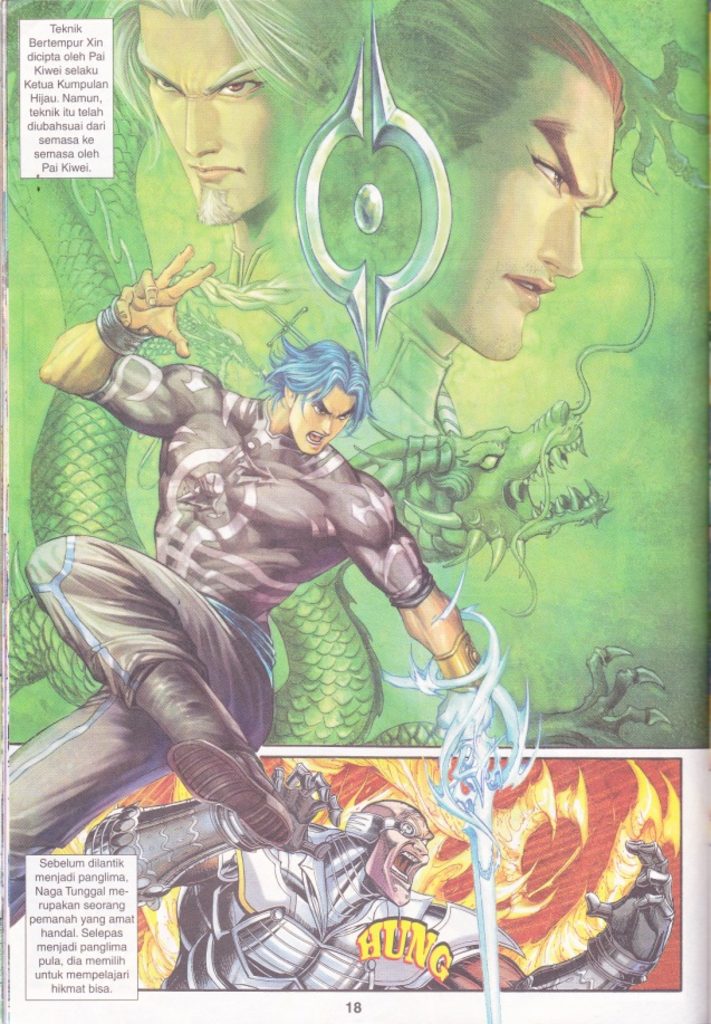 Teknik
Bertempur Xin
dicipta oleh Pai
Kiwei selaku
Ketua Kumpulan
Hijau. Namun,
teknik itu telah
diubahsuai dari
semasa ke
semasa oleh
Pai Kiwei.
Sebelum dilantik
menjadi panglima,
Naga Tunggal me-
rupakan seorang
pemanah yang amat
handal. Selepas
menjadi panglima
pula, dia memilih
untuk mempelajari
hikmat bisa.
HUNG
18